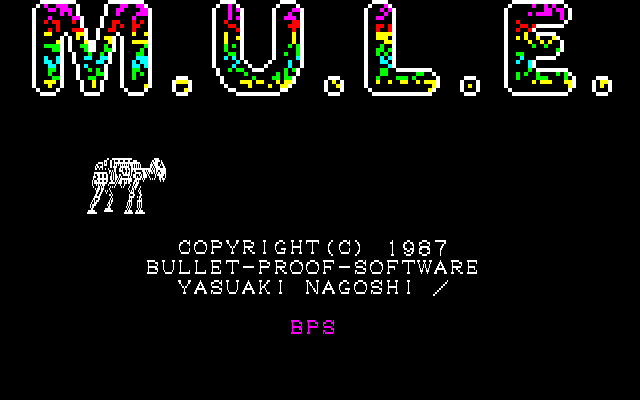 M.U.L.E.
COPYRIGHT(C) 1987
BULLET-PROOF-SOFTWARE
YASUAKI NAGOSHI /
BPS